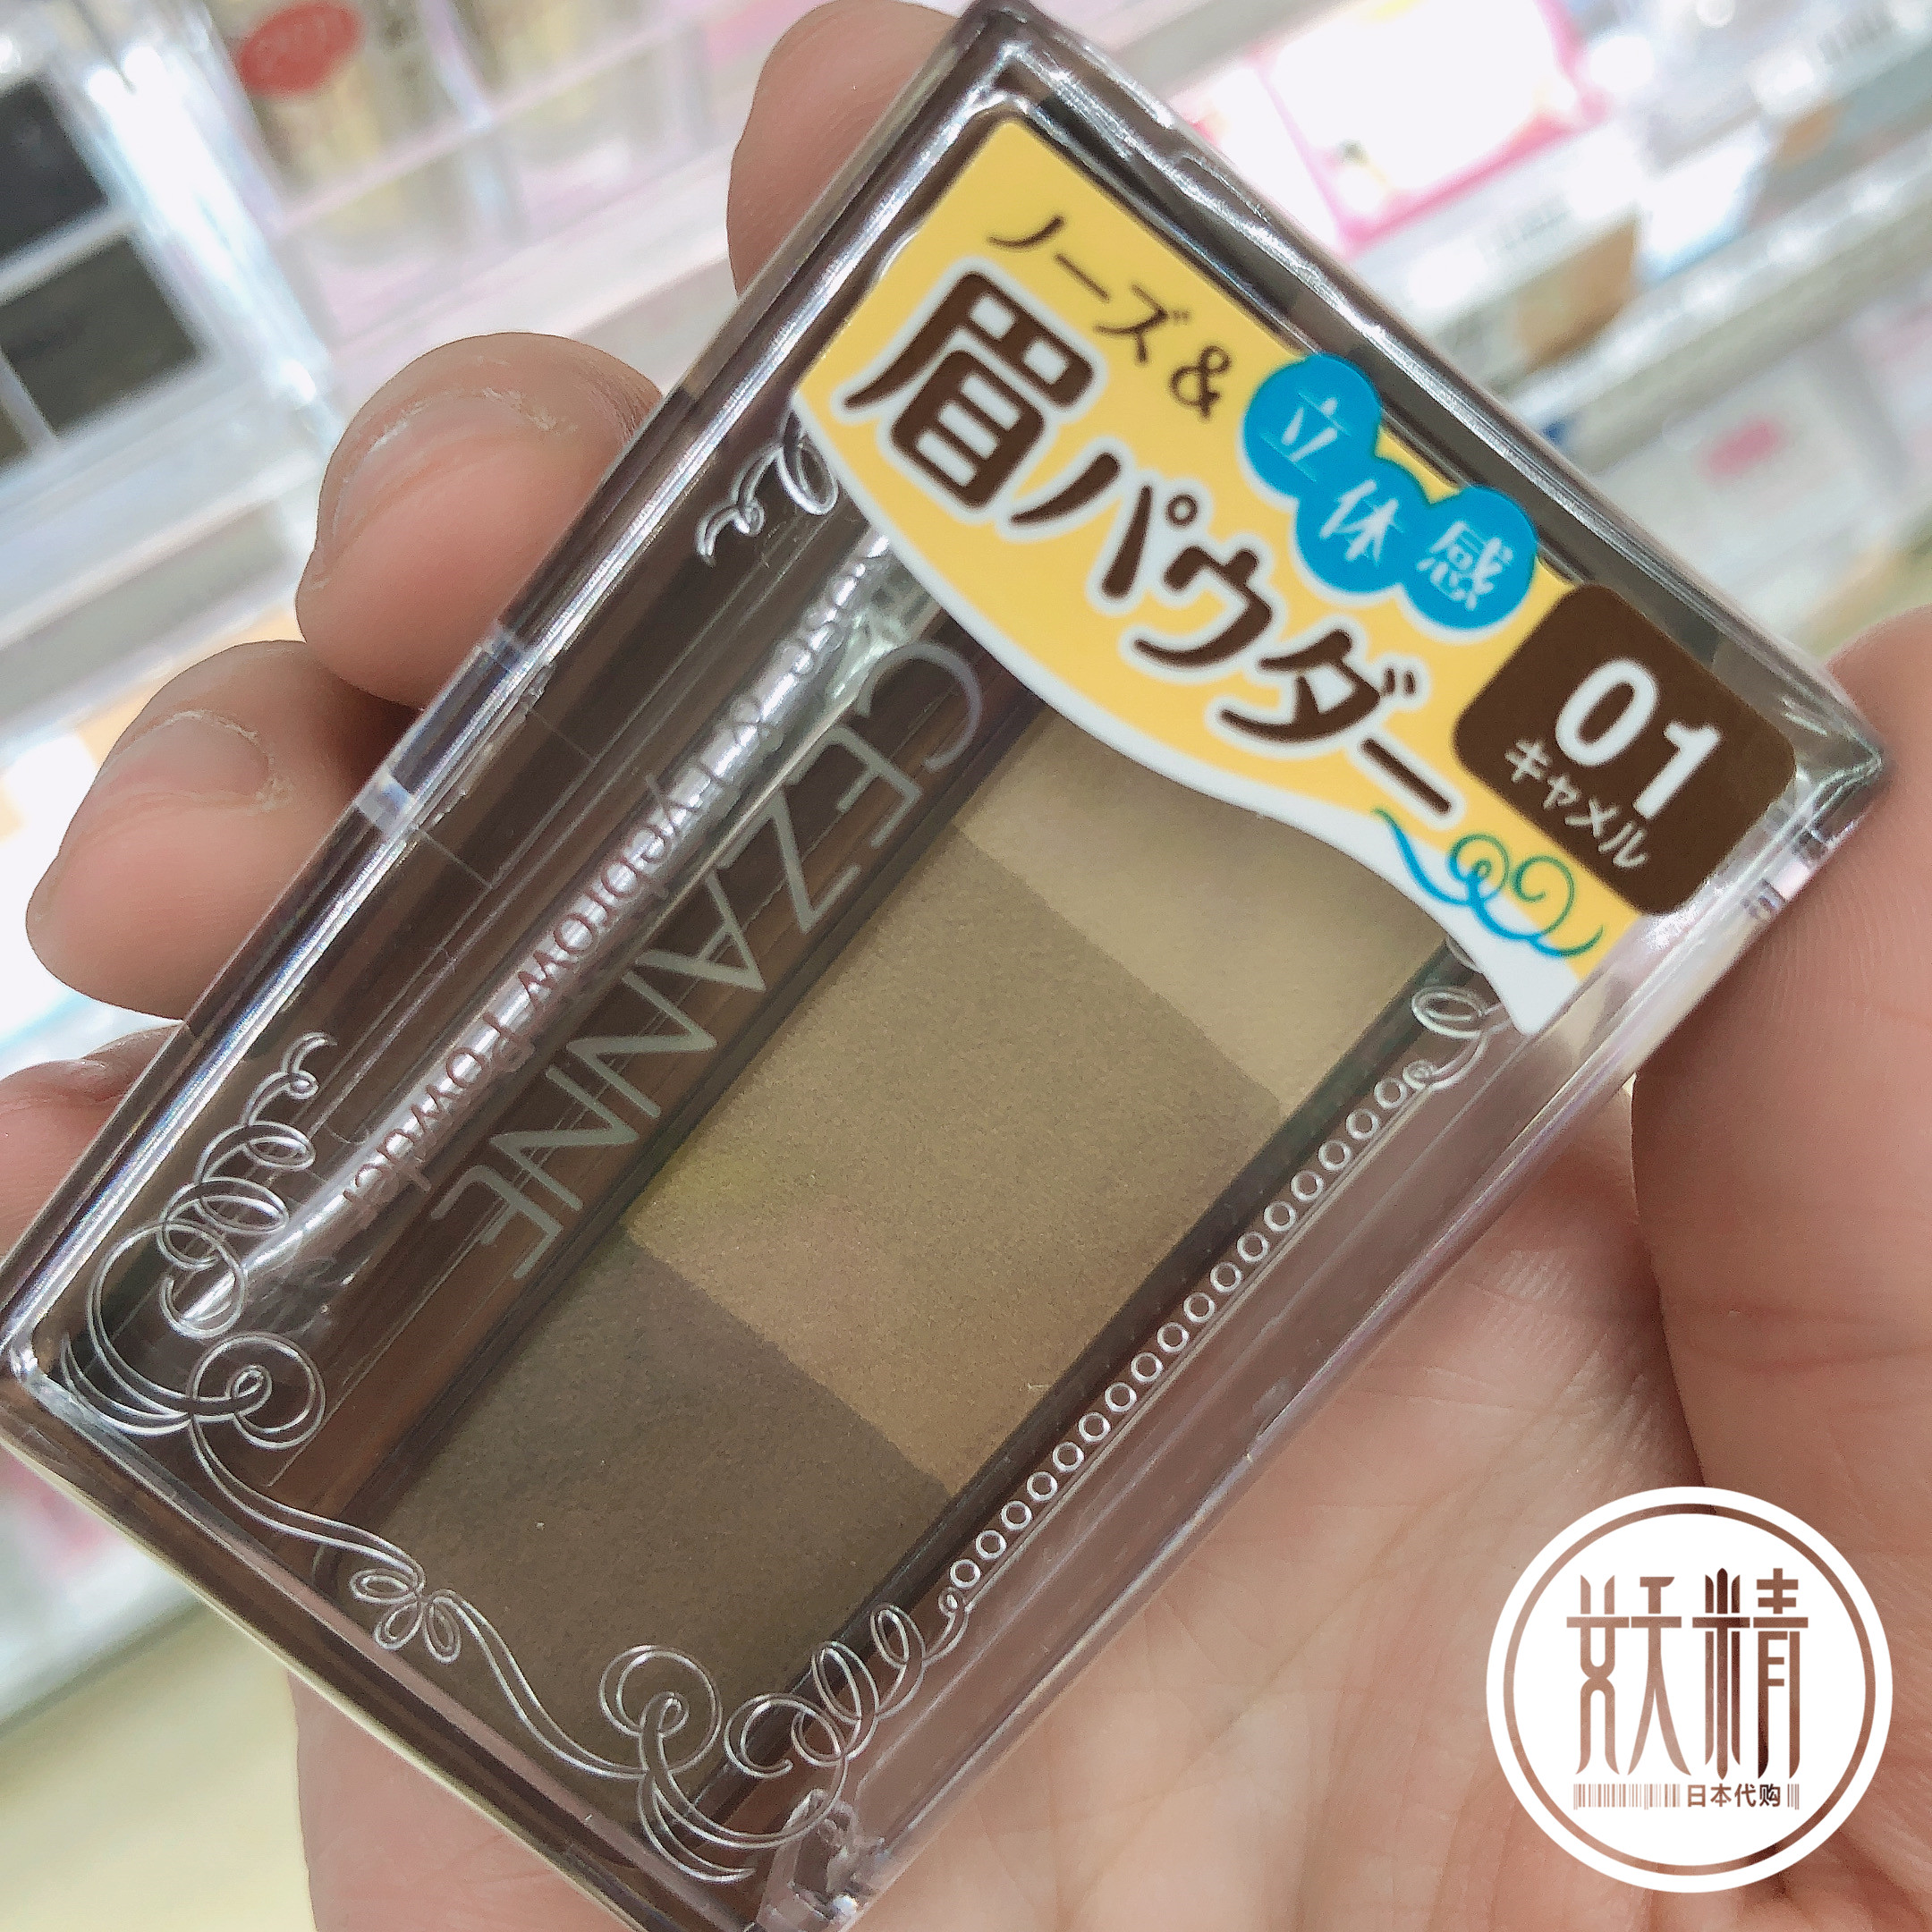 ノーズ&
立体感
眉パウダー
01
キャメル
CEZANNE
Nose & Eyebrow Powder
妖精
日本代购